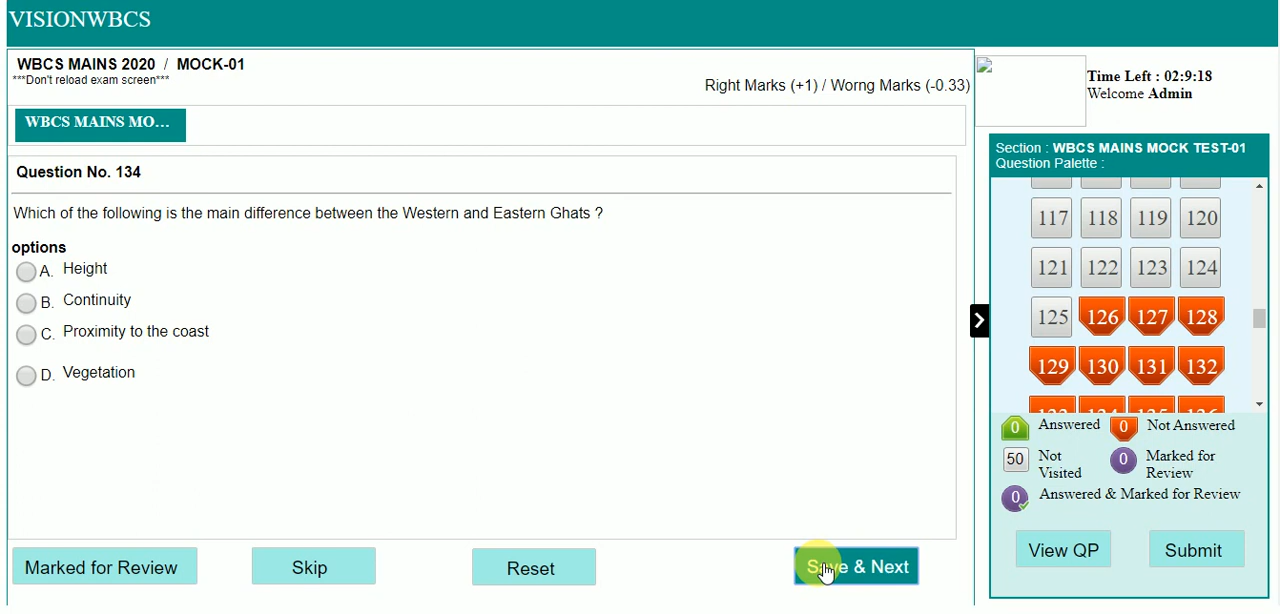 VISIONWBCS
WBCS MAINS 2020 / MOCK-01
***Don't reload exam screen***
Right Marks (+1) / Worng Marks (-0.33)
Time Left : 02:9:18
Welcome Admin
WBCS MAINS MO...
Section : WBCS MAINS MOCK TEST-01
Question Palette :
Question No. 134
Which of the following is the main difference between the Western and Eastern Ghats ?
options
A. Height
B. Continuity
C. Proximity to the coast
D. Vegetation
117 118 119 120
121 122 123 124
125 126 127 128
129 130 131 132
0 Answered 0 Not Answered
50 Not Visited 0 Marked for Review
0 Answered & Marked for Review
View QP Submit
Marked for Review Skip Reset Save & Next